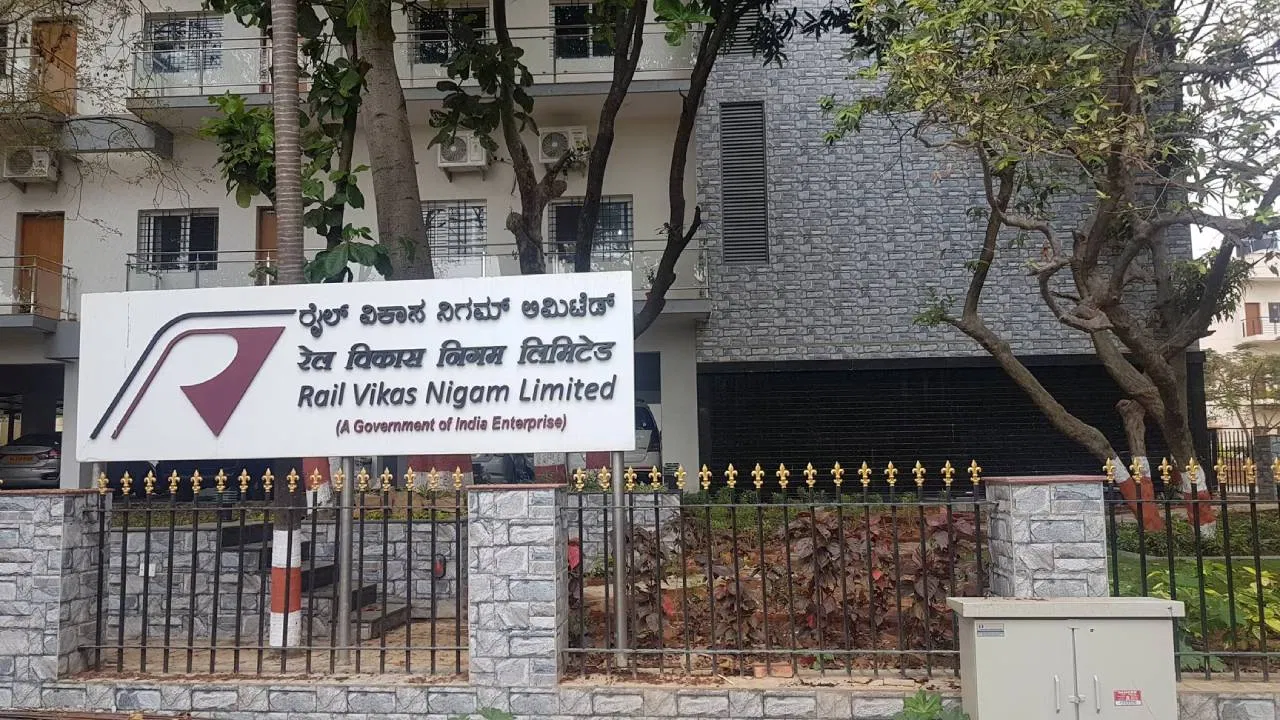 ರೈಲ್ ವಿಕಾಸ ನಿಗಮ್ ಲಿಮಿಟೆಡ್
रेल विकास निगम लिमिटेड
Rail Vikas Nigam Limited
(A Government of India Enterprise)